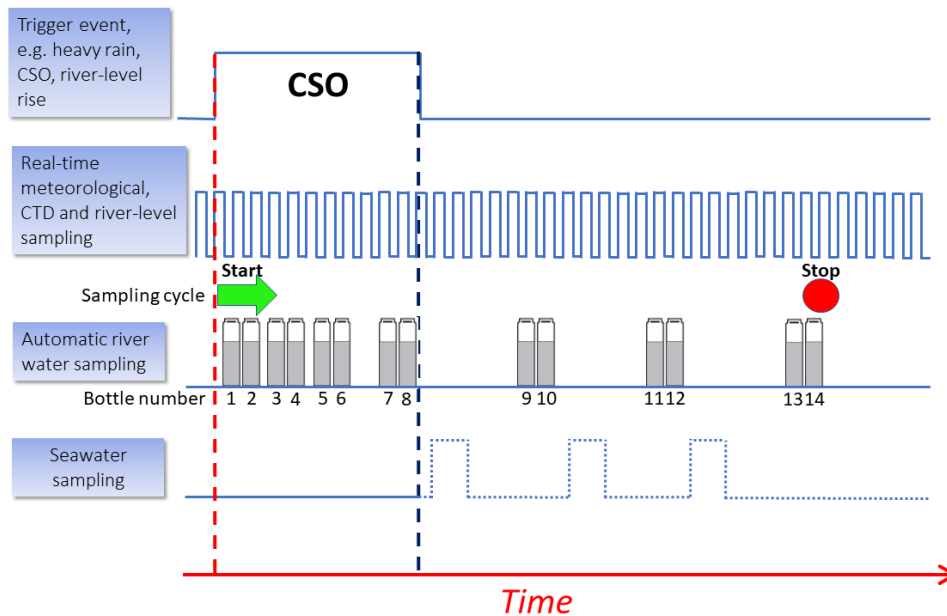 Trigger event,
e.g. heavy rain,
CSO, river-level
rise
CSO
Real-time
meteorological,
CTD and river-level
sampling
Start
Stop
Sampling cycle
Automatic river
water sampling
Bottle number
1 2 3 4 5 6 7 8 9 10 11 12 13 14
Seawater
sampling
Time